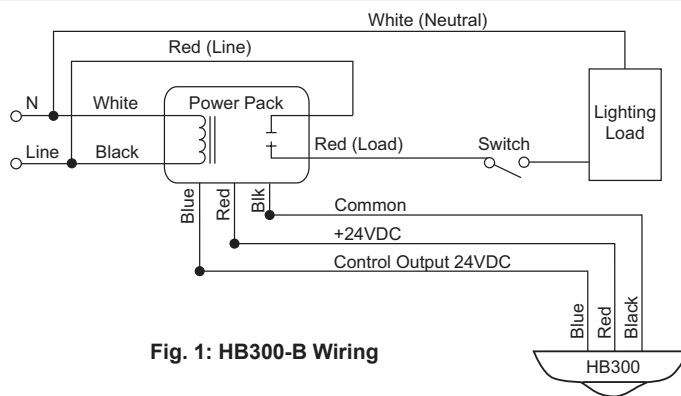 White (Neutral)
Red (Line)
N
White
Power Pack
Lighting
Load
Line
Black
Red (Load)
Switch
Blue
Red
Blk
Common
+24VDC
Control Output 24VDC
Blue
Red
Black
HB300
Fig. 1: HB300-B Wiring